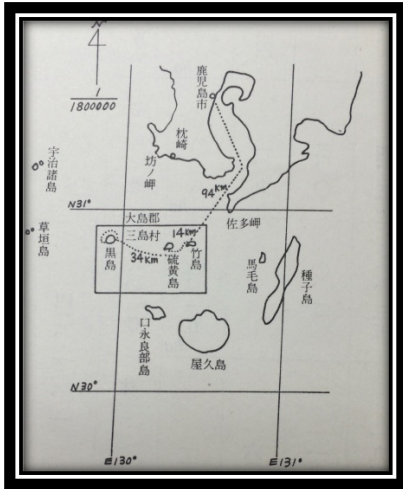 N
1
1800000
鹿児島市
枕崎
坊ノ岬
宇治諸島
94KM
N31°
大島郡
佐多岬
草垣島
三島村
14KM
竹島
黒島
34KM
硫黄島
馬毛島
種子島
口永良部島
屋久島
N30°
E130°
E131°